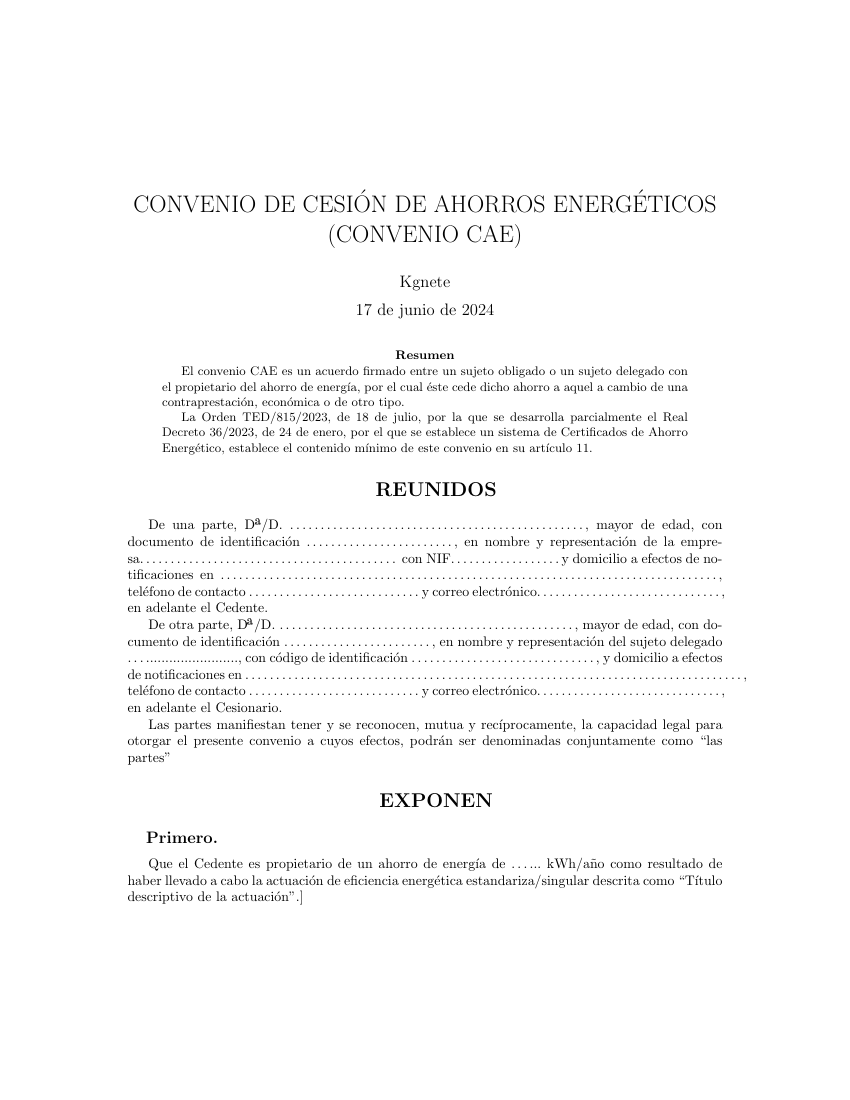 CONVENIO DE CESIÓN DE AHORROS ENERGÉTICOS
(CONVENIO CAE)
Kgnete
17 de junio de 2024
Resumen
El convenio CAE es un acuerdo firmado entre un sujeto obligado o un sujeto delegado con
el propietario del ahorro de energía, por el cual éste cede dicho ahorro a aquel a cambio de una
contraprestación, económica o de otro tipo.
La Orden TED/815/2023, de 18 de julio, por la que se desarrolla parcialmente el Real
Decreto 36/2023, de 24 de enero, por el que se establece un sistema de Certificados de Ahorro
Energético, establece el contenido mínimo de este convenio en su artículo 11.
REUNIDOS
De una parte, Dª/D. ................................................, mayor de edad, con
documento de identificación ........................, en nombre y representación de la empre-
sa.......................................... con NIF..................y domicilio a efectos de no-
tificaciones en .................................................................................,
teléfono de contacto ............................y correo electrónico..............................,
en adelante el Cedente.
De otra parte, Dª/D. ................................................, mayor de edad, con do-
cumento de identificación ........................, en nombre y representación del sujeto delegado
............................, con código de identificación .............................., y domicilio a efectos
de notificaciones en .................................................................................,
teléfono de contacto ............................y correo electrónico..............................,
en adelante el Cesionario.
Las partes manifiestan tener y se reconocen, mutua y recíprocamente, la capacidad legal para
otorgar el presente convenio a cuyos efectos, podrán ser denominadas conjuntamente como “las
partes”
EXPONEN
Primero.
Que el Cedente es propietario de un ahorro de energía de ...... kWh/año como resultado de
haber llevado a cabo la actuación de eficiencia energética estandariza/singular descrita como “Título
descriptivo de la actuación”.]